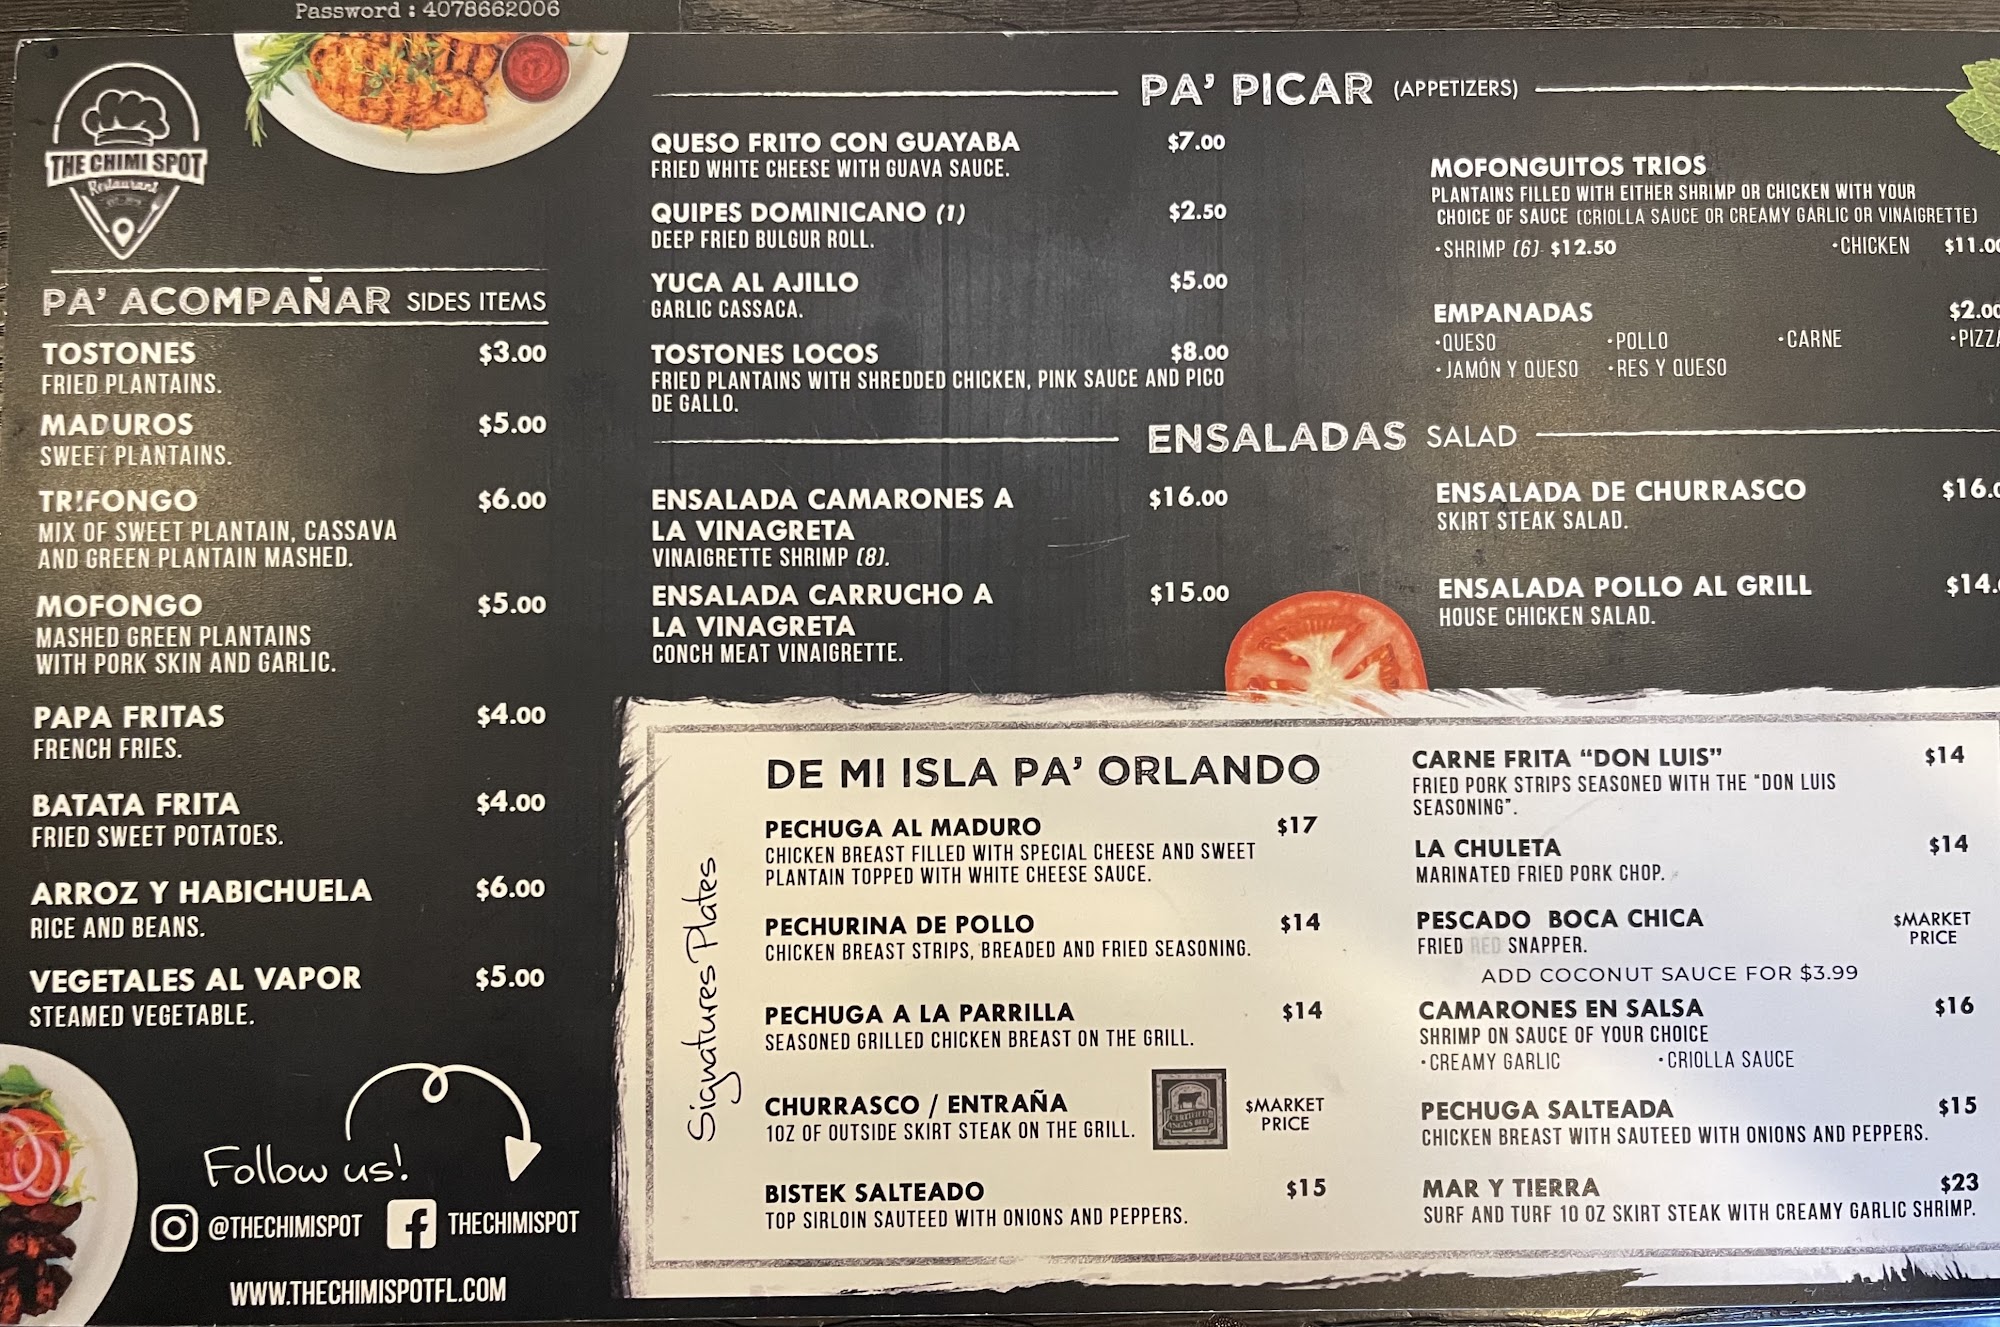 Password : 4078662006
THE CHIMI SPOT
Restaurant
PA' ACOMPAÑAR SIDES ITEMS
TOSTONES $3.00
FRIED PLANTAINS.
MADUROS $5.00
SWEET PLANTAINS.
TRIFONGO $6.00
MIX OF SWEET PLANTAIN, CASSAVA
AND GREEN PLANTAIN MASHED.
MOFONGO $5.00
MASHED GREEN PLANTAINS
WITH PORK SKIN AND GARLIC.
PAPA FRITAS $4.00
FRENCH FRIES.
BATATA FRITA $4.00
FRIED SWEET POTATOES.
ARROZ Y HABICHUELA $6.00
RICE AND BEANS.
VEGETALES AL VAPOR $5.00
STEAMED VEGETABLE.
Follow us!
@THECHIMISPOT THECHIMISPOT
WWW.THECHIMISPOTFL.COM
PA' PICAR (APPETIZERS)
QUESO FRITO CON GUAYABA $7.00
FRIED WHITE CHEESE WITH GUAVA SAUCE.
QUIPES DOMINICANO (1) $2.50
DEEP FRIED BULGUR ROLL.
YUCA AL AJILLO $5.00
GARLIC CASSACA.
TOSTONES LOCOS $8.00
FRIED PLANTAINS WITH SHREDDED CHICKEN, PINK SAUCE AND PICO
DE GALLO.
MOFONGUITOS TRIOS
PLANTAINS FILLED WITH EITHER SHRIMP OR CHICKEN WITH YOUR
CHOICE OF SAUCE (CRIOLLA SAUCE OR CREAMY GARLIC OR VINAIGRETTE)
•SHRIMP (6) $12.50 •CHICKEN $11.00
EMPANADAS $2.00
•QUESO •POLLO •CARNE •PIZZA
•JAMÓN Y QUESO •RES Y QUESO
ENSALADAS SALAD
ENSALADA CAMARONES A $16.00
LA VINAGRETA
VINAIGRETTE SHRIMP (8).
ENSALADA CARRUCHO A $15.00
LA VINAGRETA
CONCH MEAT VINAIGRETTE.
ENSALADA DE CHURRASCO $16.0
SKIRT STEAK SALAD.
ENSALADA POLLO AL GRILL $14.
HOUSE CHICKEN SALAD.
Signatures Plates
DE MI ISLA PA' ORLANDO
PECHUGA AL MADURO $17
CHICKEN BREAST FILLED WITH SPECIAL CHEESE AND SWEET
PLANTAIN TOPPED WITH WHITE CHEESE SAUCE.
PECHURINA DE POLLO $14
CHICKEN BREAST STRIPS, BREADED AND FRIED SEASONING.
PECHUGA A LA PARRILLA $14
SEASONED GRILLED CHICKEN BREAST ON THE GRILL.
CHURRASCO / ENTRAÑA $MARKET
PRICE
10Z OF OUTSIDE SKIRT STEAK ON THE GRILL.
CERTIFIED
ANGUS BEEF
BISTEK SALTEADO $15
TOP SIRLOIN SAUTEED WITH ONIONS AND PEPPERS.
CARNE FRITA "DON LUIS" $14
FRIED PORK STRIPS SEASONED WITH THE "DON LUIS
SEASONING".
LA CHULETA $14
MARINATED FRIED PORK CHOP.
PESCADO BOCA CHICA $MARKET
PRICE
FRIED RED SNAPPER.
ADD COCONUT SAUCE FOR $3.99
CAMARONES EN SALSA $16
SHRIMP ON SAUCE OF YOUR CHOICE
•CREAMY GARLIC •CRIOLLA SAUCE
PECHUGA SALTEADA $15
CHICKEN BREAST WITH SAUTEED WITH ONIONS AND PEPPERS.
MAR Y TIERRA $23
SURF AND TURF 10 OZ SKIRT STEAK WITH CREAMY GARLIC SHRIMP.